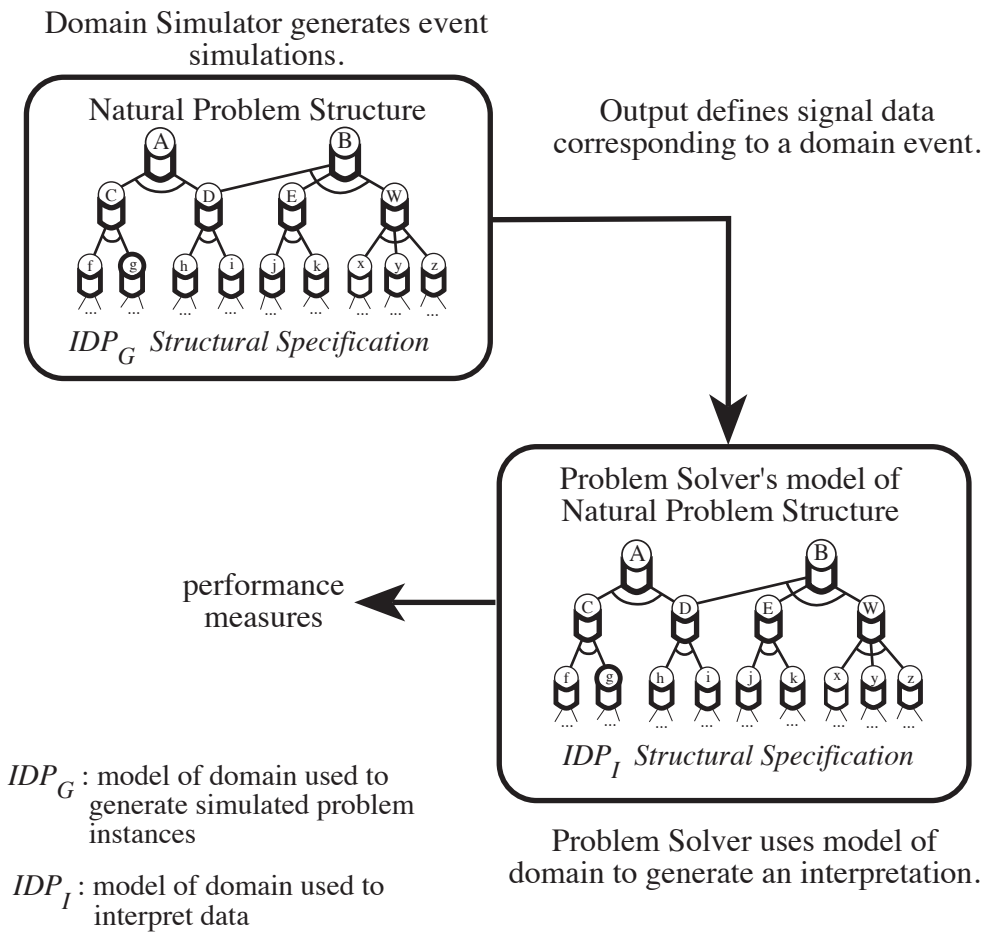 Domain Simulator generates event
simulations.
Natural Problem Structure
A B
C D E W
f g h i j k x y z
... ... ... ... ... ... ... ... ...
IDP_G Structural Specification
Output defines signal data
corresponding to a domain event.
Problem Solver's model of
Natural Problem Structure
A B
C D E W
f g h i j k x y z
... ... ... ... ... ... ... ... ...
IDP_I Structural Specification
performance
measures
Problem Solver uses model of
domain to generate an interpretation.
IDP_G : model of domain used to
generate simulated problem
instances
IDP_I : model of domain used to
interpret data